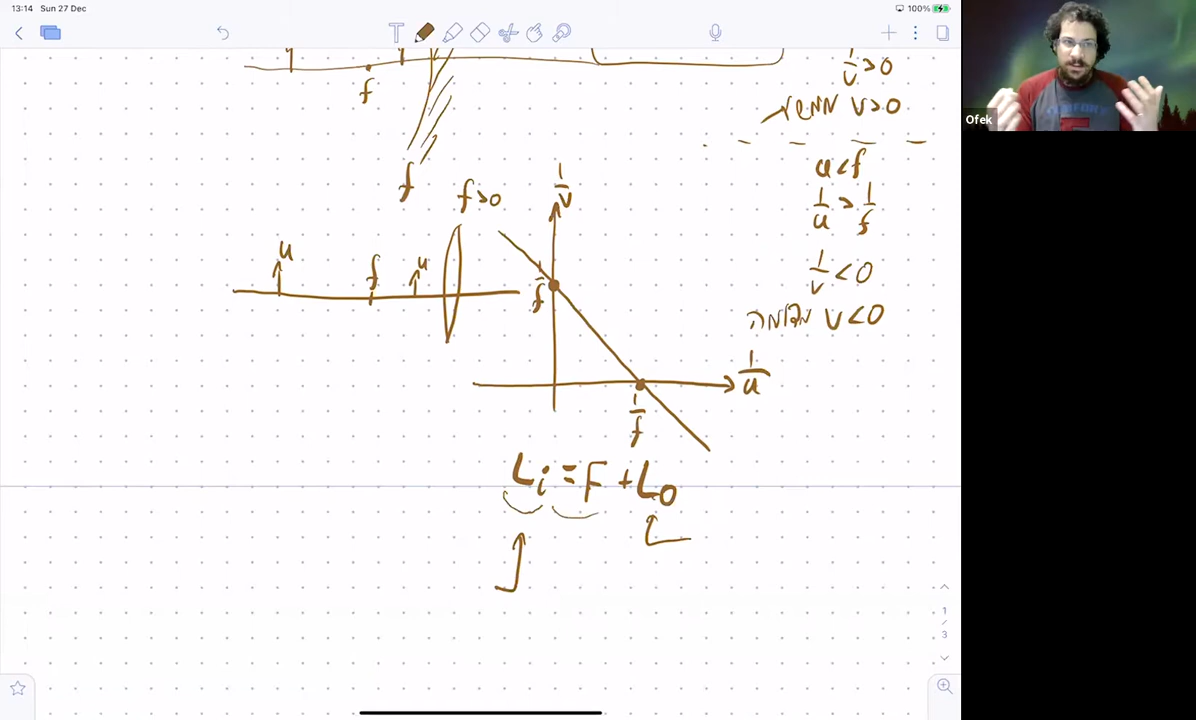 13:14 Sun 27 Dec
100%
T
f
f
1/v > 0
v > 0 ממשית
u < f
1/u > 1/f
1/v < 0
v < 0 מדומה
f > 0
u
f
u
1/v
1/f
1/u
1/f
Li = F + Lo
1
/
3
Ofek